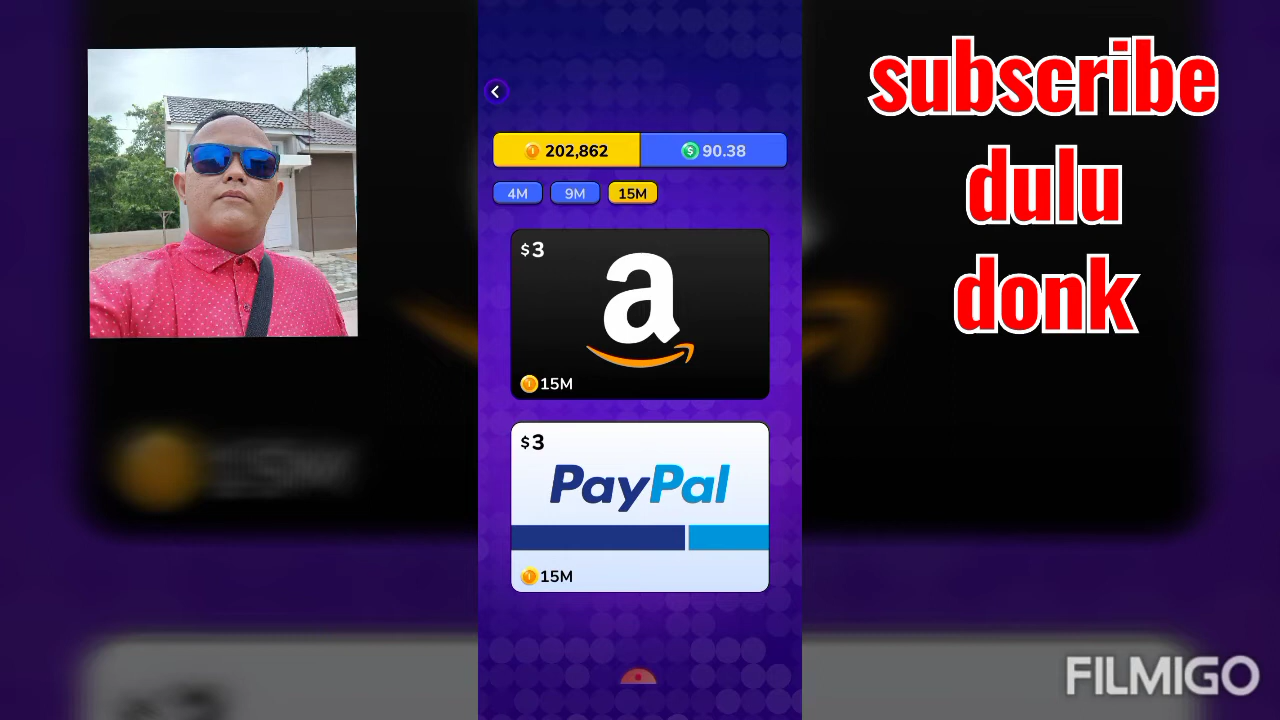 subscribe
dulu
donk
202,862
$ 90.38
4M
9M
15M
$3
a
15M
$3
PayPal
15M
FILMIGO